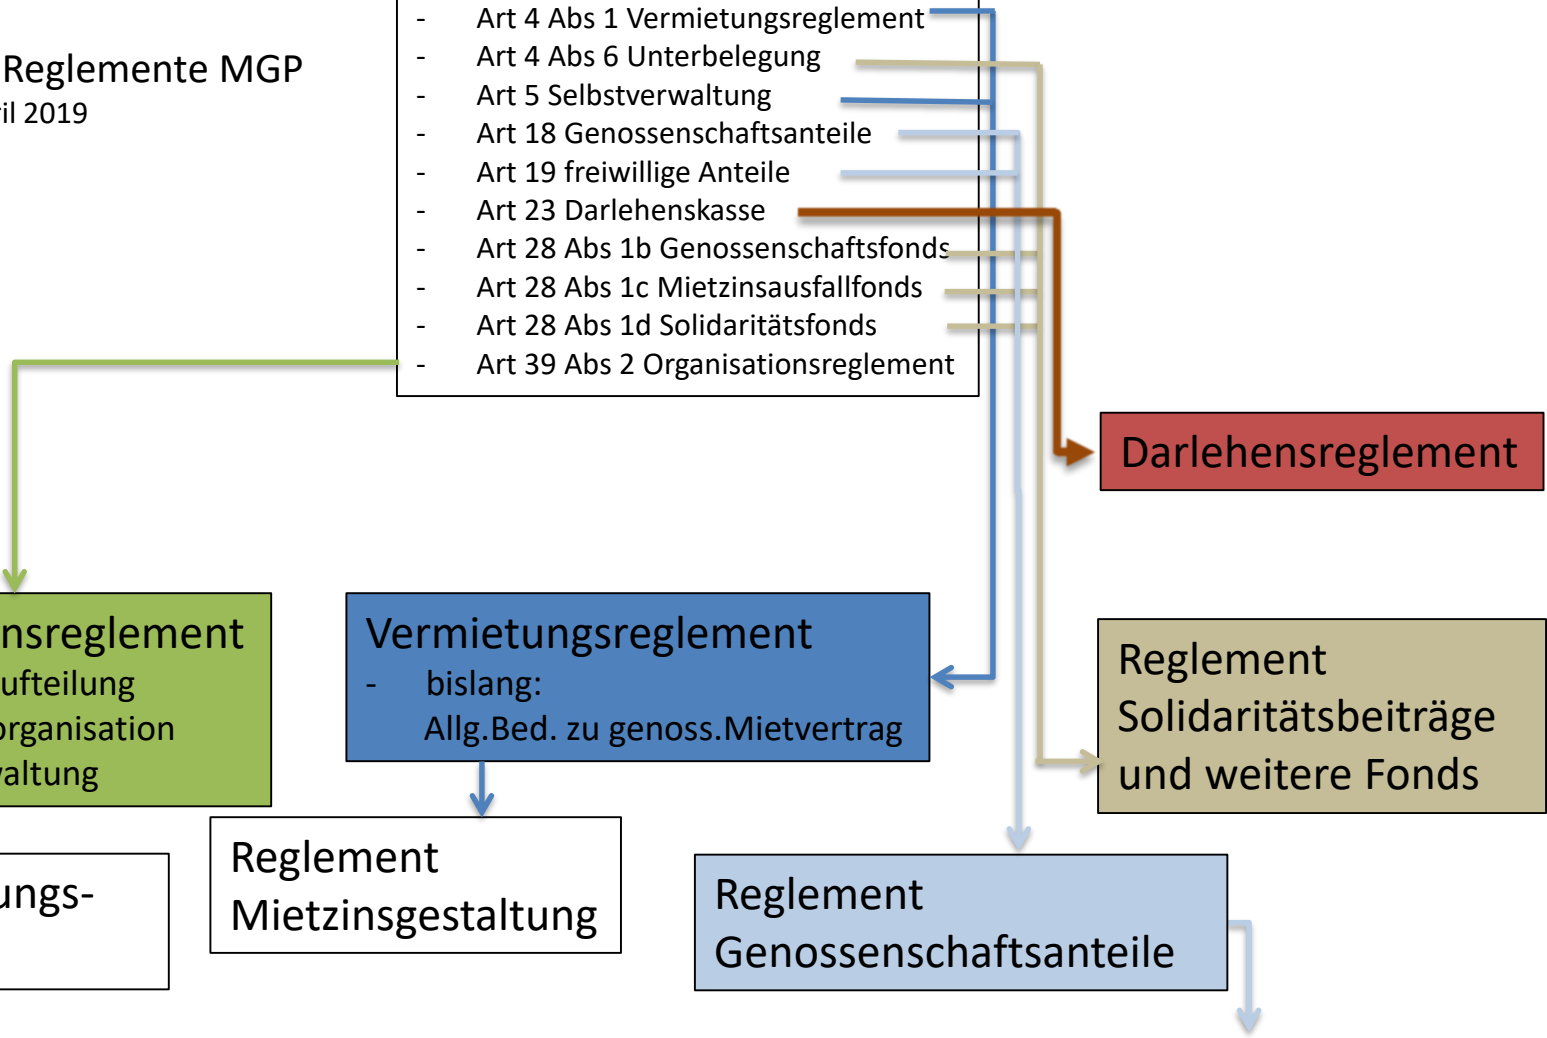 Reglemente MGP
ril 2019
- Art 4 Abs 1 Vermietungsreglement
- Art 4 Abs 6 Unterbelegung
- Art 5 Selbstverwaltung
- Art 18 Genossenschaftsanteile
- Art 19 freiwillige Anteile
- Art 23 Darlehenskasse
- Art 28 Abs 1b Genossenschaftsfonds
- Art 28 Abs 1c Mietzinsausfallfonds
- Art 28 Abs 1d Solidaritätsfonds
- Art 39 Abs 2 Organisationsreglement
Darlehensreglement
nsreglement
ufteilung
organisation
waltung
Vermietungsreglement
- bislang:
Allg.Bed. zu genoss.Mietvertrag
Reglement
Solidaritätsbeiträge
und weitere Fonds
ungs-
Reglement
Mietzinsgestaltung
Reglement
Genossenschaftsanteile